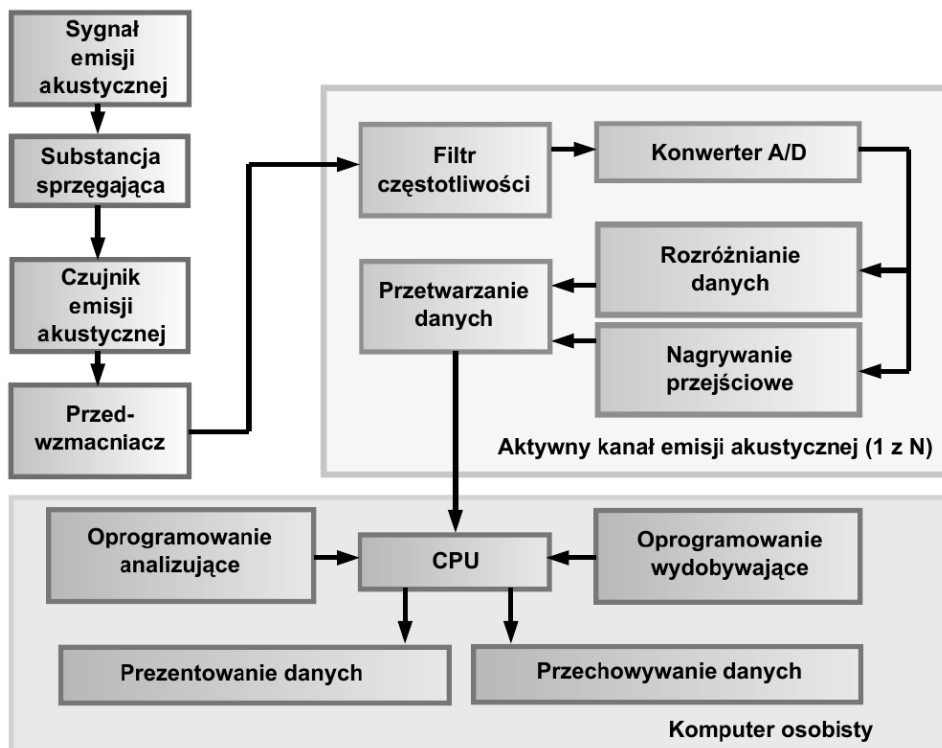 Sygnał
emisji
akustycznej
Substancja
sprzęgająca
Czujnik
emisji
akustycznej
Przed-
wzmacniacz
Filtr
częstotliwości
Konwerter A/D
Rozróżnianie
danych
Przetwarzanie
danych
Nagrywanie
przejściowe
Aktywny kanał emisji akustycznej (1 z N)
Oprogramowanie
analizujące
CPU
Oprogramowanie
wydobywające
Prezentowanie danych
Przechowywanie danych
Komputer osobisty